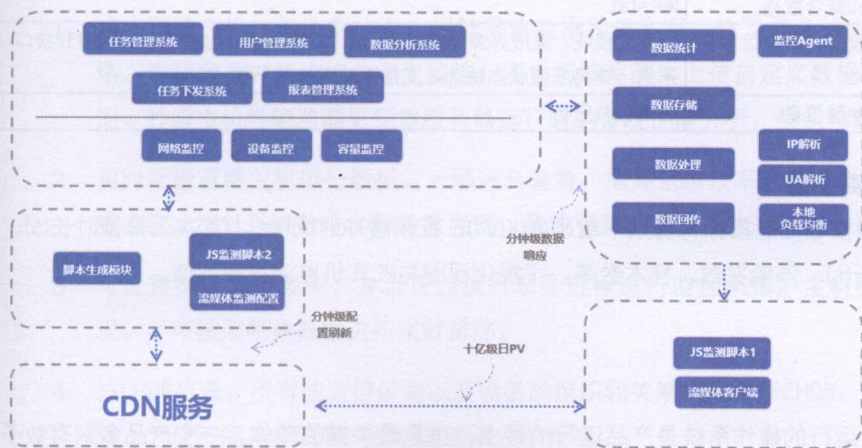 任务管理系统
用户管理系统
数据分析系统
任务下发系统
报表管理系统
网络监控
设备监控
容量监控
数据统计
监控Agent
数据存储
数据处理
IP解析
UA解析
数据回传
本地
负载均衡
分钟级数据
响应
脚本生成模块
JS监测脚本2
流媒体监测配置
分钟级配
置刷新
十亿级日PV
CDN服务
JS监测脚本1
流媒体客户端